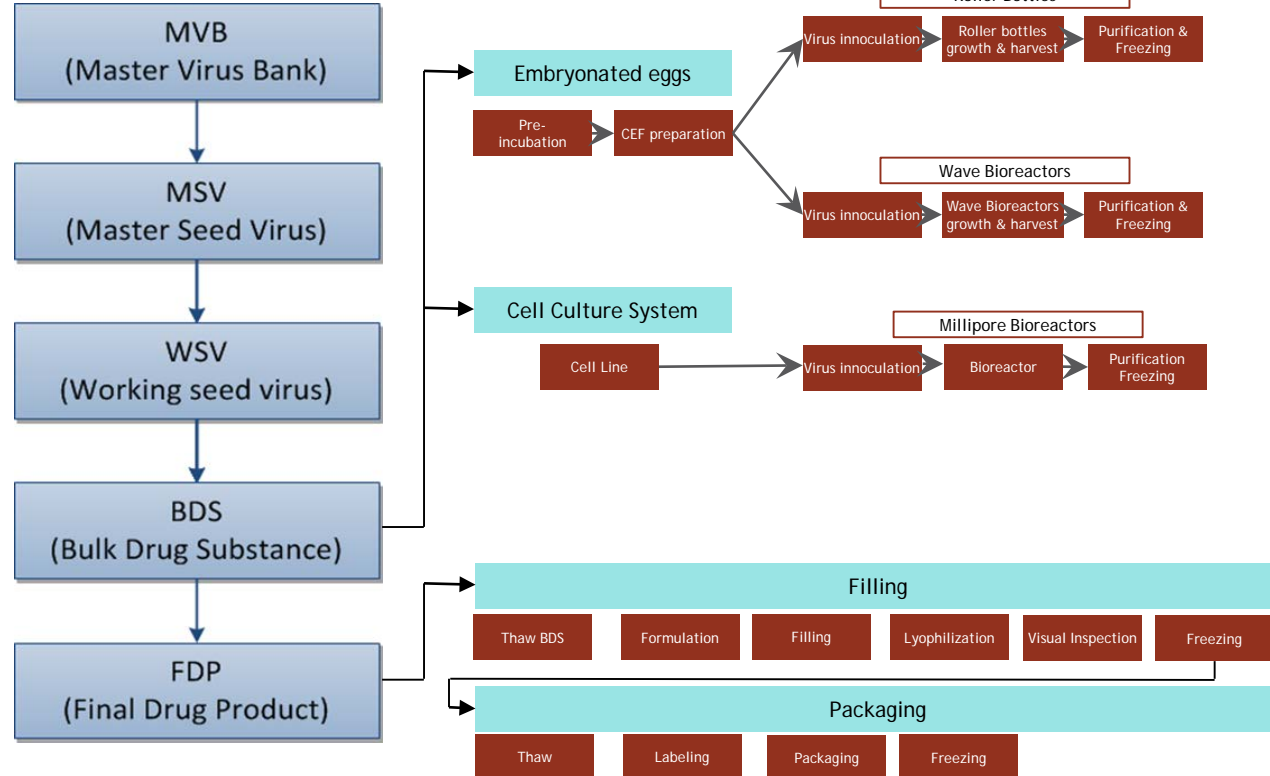 MVB
(Master Virus Bank)
MSV
(Master Seed Virus)
WSV
(Working seed virus)
BDS
(Bulk Drug Substance)
FDP
(Final Drug Product)
Embryonated eggs
Pre-
incubation
CEF preparation
Roller Bottles
Virus innoculation
Roller bottles
growth & harvest
Purification &
Freezing
Wave Bioreactors
Virus innoculation
Wave Bioreactors
growth & harvest
Purification &
Freezing
Cell Culture System
Cell Line
Millipore Bioreactors
Virus innoculation
Bioreactor
Purification
Freezing
Filling
Thaw BDS
Formulation
Filling
Lyophilization
Visual Inspection
Freezing
Packaging
Thaw
Labeling
Packaging
Freezing